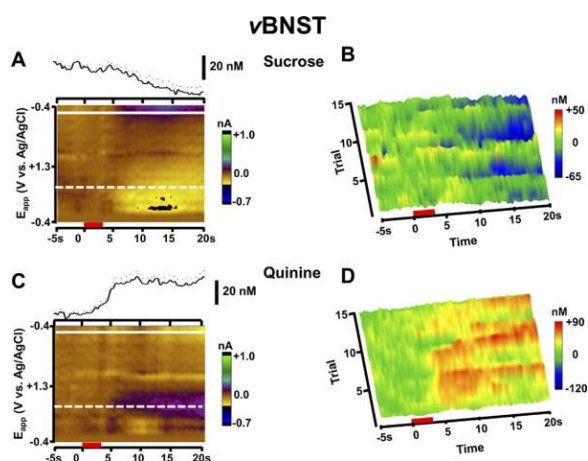 vBNST
A
20 nM
Sucrose
B
-0.4
+1.3
-0.4
Eapp (V vs. Ag/AgCl)
nA
+1.0
0
-0.7
-5s
0
5
10
15
20s
15
10
5
Trial
nM
+50
0
-65
-5s
0
5
10
15
20s
Time
C
20 nM
Quinine
D
-0.4
+1.3
-0.4
Eapp (V vs. Ag/AgCl)
nA
+1.0
0
-0.7
-5s
0
5
10
15
20s
15
10
5
Trial
nM
+90
0
-120
-5s
0
5
10
15
20s
Time